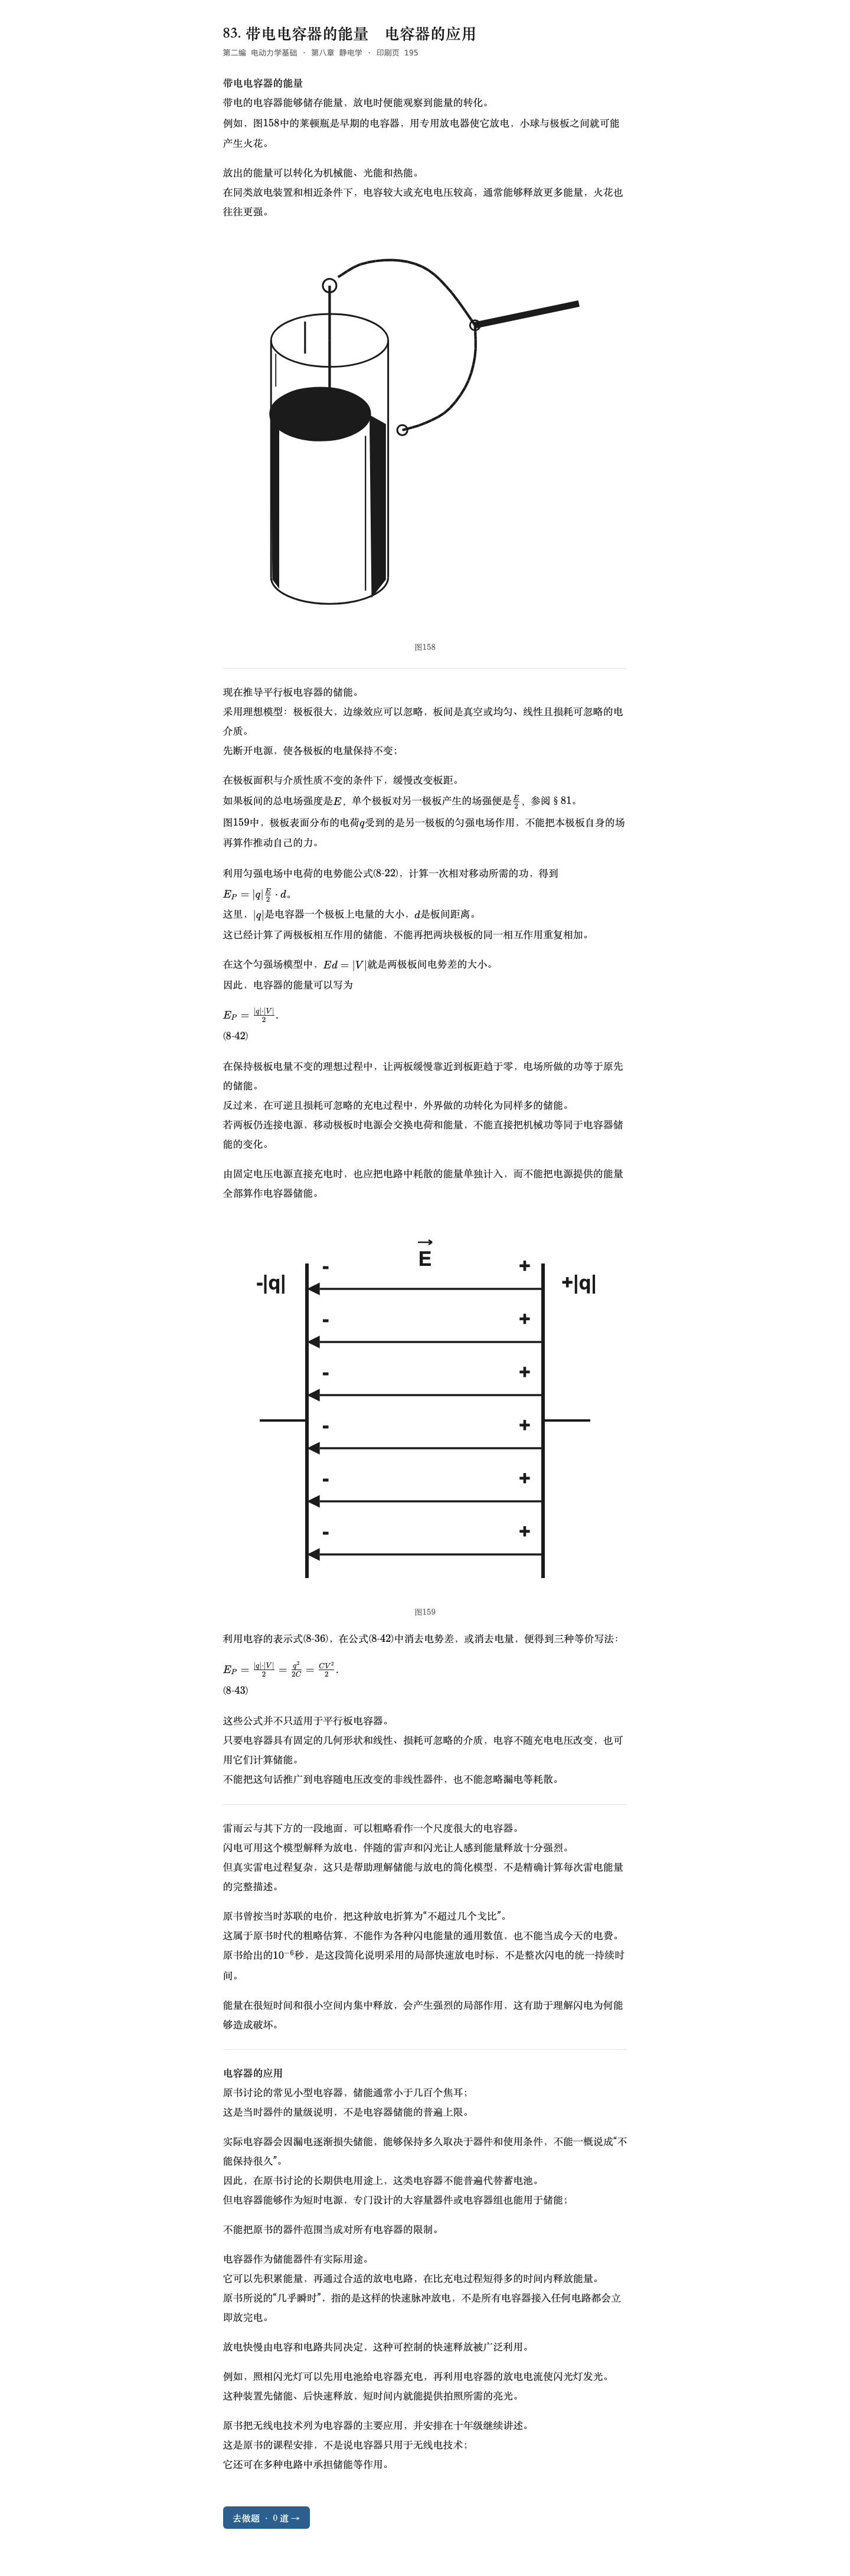 83. 带电电容器的能量　电容器的应用
第二编 电动力学基础 · 第八章 静电学 · 印刷页 195
带电电容器的能量
带电的电容器能够储存能量，放电时便能观察到能量的转化。
例如，图158中的莱顿瓶是早期的电容器，用专用放电器使它放电，小球与极板之间就可能
产生火花。
放出的能量可以转化为机械能、光能和热能。
在同类放电装置和相近条件下，电容较大或充电电压较高，通常能够释放更多能量，火花也
往往更强。
图158
现在推导平行板电容器的储能。
采用理想模型：极板很大，边缘效应可以忽略，板间是真空或均匀、线性且损耗可忽略的电
介质。
先断开电源，使各极板的电量保持不变；
在极板面积与介质性质不变的条件下，缓慢改变板距。
如果板间的总电场强度是E，单个极板对另一极板产生的场强便是E/2，参阅§81。
图159中，极板表面分布的电荷q受到的是另一极板的匀强电场作用，不能把本极板自身的场
再算作推动自己的力。
利用匀强电场中电荷的电势能公式(8-22)，计算一次相对移动所需的功，得到
E_P = |q| E/2 · d。
这里，|q|是电容器一个极板上电量的大小，d是板间距离。
这已经计算了两极板相互作用的储能，不能再把两块极板的同一相互作用重复相加。
在这个匀强场模型中，Ed = |V|就是两极板间电势差的大小。
因此，电容器的能量可以写为
E_P = |q|·|V|/2 .
(8-42)
在保持极板电量不变的理想过程中，让两板缓慢靠近到板距趋于零，电场所做的功等于原先
的储能。
反过来，在可逆且损耗可忽略的充电过程中，外界做的功转化为同样多的储能。
若两板仍连接电源，移动极板时电源会交换电荷和能量，不能直接把机械功等同于电容器储
能的变化。
由固定电压电源直接充电时，也应把电路中耗散的能量单独计入，而不能把电源提供的能量
全部算作电容器储能。
E
-|q| - + +|q|
- +
- +
- +
- +
- +
图159
利用电容的表示式(8-36)，在公式(8-42)中消去电势差，或消去电量，便得到三种等价写法：
E_P = |q|·|V|/2 = q²/2C = CV²/2 .
(8-43)
这些公式并不只适用于平行板电容器。
只要电容器具有固定的几何形状和线性、损耗可忽略的介质，电容不随充电电压改变，也可
用它们计算储能。
不能把这句话推广到电容随电压改变的非线性器件，也不能忽略漏电等耗散。
雷雨云与其下方的一段地面，可以粗略看作一个尺度很大的电容器。
闪电可用这个模型解释为放电，伴随的雷声和闪光让人感到能量释放十分强烈。
但真实雷电过程复杂，这只是帮助理解储能与放电的简化模型，不是精确计算每次雷电能量
的完整描述。
原书曾按当时苏联的电价，把这种放电折算为“不超过几个戈比”。
这属于原书时代的粗略估算，不能作为各种闪电能量的通用数值，也不能当成今天的电费。
原书给出的10⁻⁶秒，是这段简化说明采用的局部快速放电时标，不是整次闪电的统一持续时
间。
能量在很短时间和很小空间内集中释放，会产生强烈的局部作用，这有助于理解闪电为何能
够造成破坏。
电容器的应用
原书讨论的常见小型电容器，储能通常小于几百个焦耳；
这是当时器件的量级说明，不是电容器储能的普遍上限。
实际电容器会因漏电逐渐损失储能，能够保持多久取决于器件和使用条件，不能一概说成“不
能保持很久”。
因此，在原书讨论的长期供电用途上，这类电容器不能普遍代替蓄电池。
但电容器能够作为短时电源，专门设计的大容量器件或电容器组也能用于储能；
不能把原书的器件范围当成对所有电容器的限制。
电容器作为储能器件有实际用途。
它可以先积累能量，再通过合适的放电电路，在比充电过程短得多的时间内释放能量。
原书所说的“几乎瞬时”，指的是这样的快速脉冲放电，不是所有电容器接入任何电路都会立
即放完电。
放电快慢由电容和电路共同决定，这种可控制的快速释放被广泛利用。
例如，照相闪光灯可以先用电池给电容器充电，再利用电容器的放电电流使闪光灯发光。
这种装置先储能、后快速释放，短时间内就能提供拍照所需的亮光。
原书把无线电技术列为电容器的主要应用，并安排在十年级继续讲述。
这是原书的课程安排，不是说电容器只用于无线电技术；
它还可在多种电路中承担储能等作用。
去做题 · 0 道 →